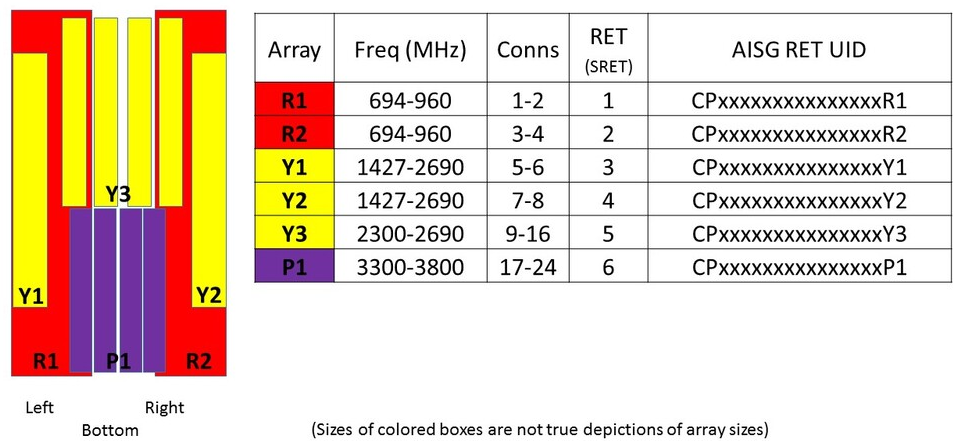 Y3
Y1
Y2
R1
P1
R2
Left
Right
Bottom
Array Freq (MHz) Conns RET (SRET) AISG RET UID
R1 694-960 1-2 1 CPxxxxxxxxxxxxxxxR1
R2 694-960 3-4 2 CPxxxxxxxxxxxxxxxR2
Y1 1427-2690 5-6 3 CPxxxxxxxxxxxxxxxY1
Y2 1427-2690 7-8 4 CPxxxxxxxxxxxxxxxY2
Y3 2300-2690 9-16 5 CPxxxxxxxxxxxxxxxY3
P1 3300-3800 17-24 6 CPxxxxxxxxxxxxxxxP1
(Sizes of colored boxes are not true depictions of array sizes)